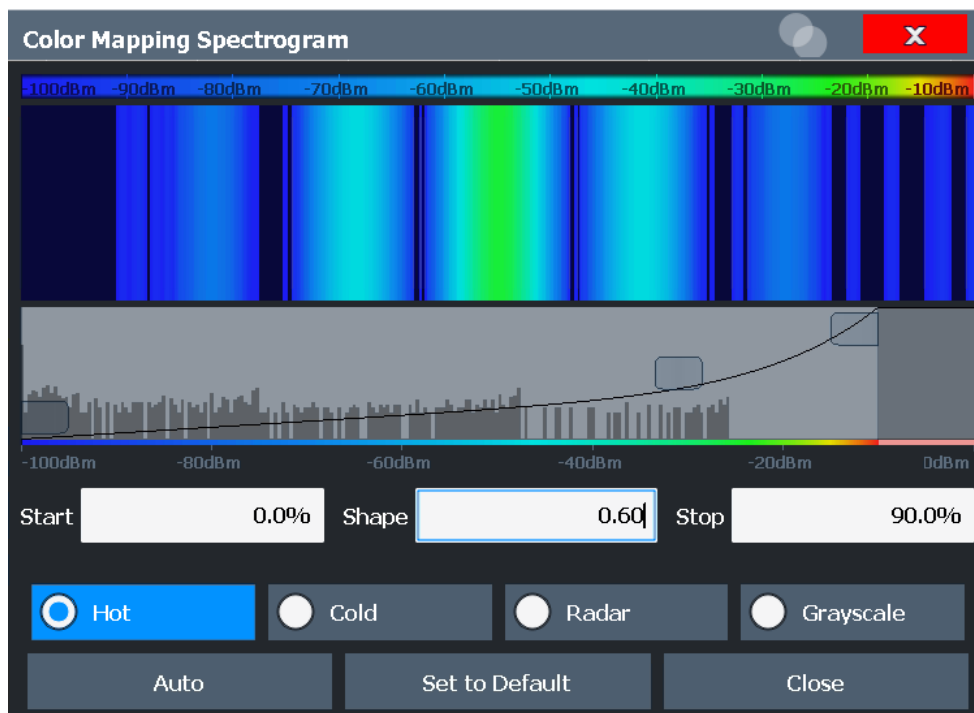 Color Mapping Spectrogram X
-100dBm -90dBm -80dBm -70dBm -60dBm -50dBm -40dBm -30dBm -20dBm -10dBm
-100dBm -80dBm -60dBm -40dBm -20dBm 0dBm
Start 0.0% Shape 0.60 Stop 90.0%
Hot Cold Radar Grayscale
Auto Set to Default Close